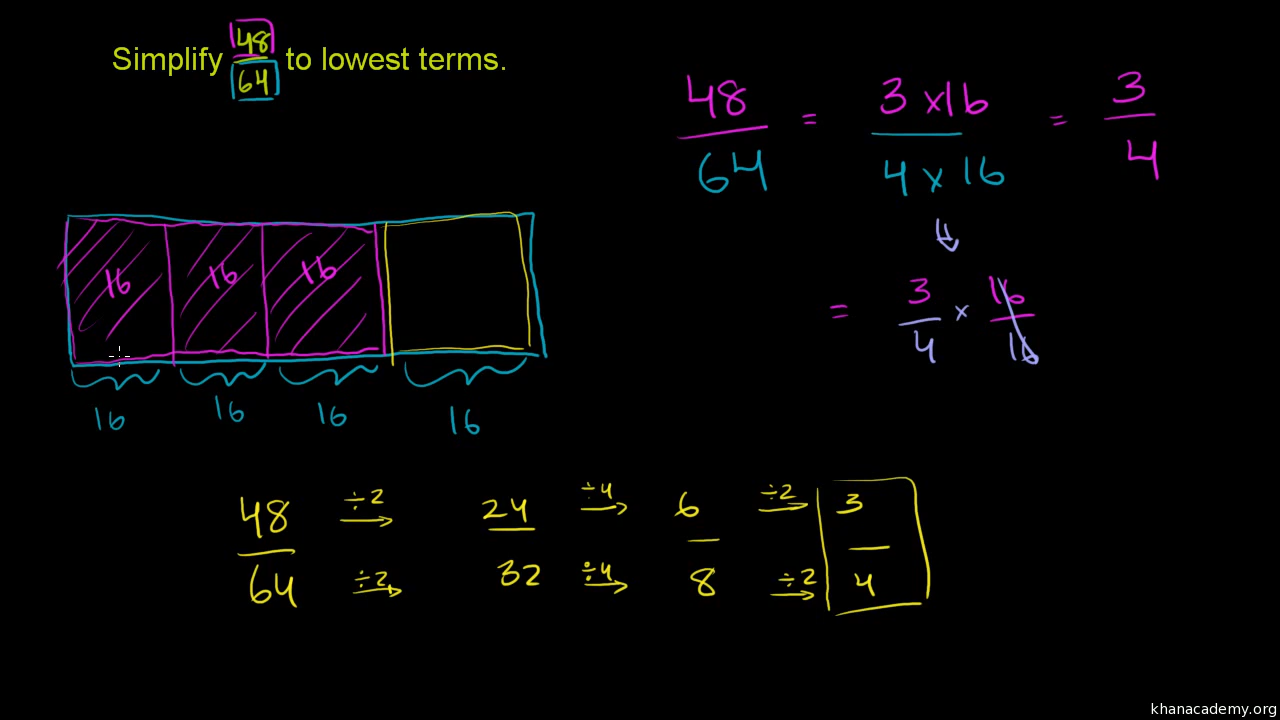 Simplify 48/64 to lowest terms.
48/64 = 3 x 16 / 4 x 16 = 3/4
= 3/4 x 16/16
16 16 16
16 16 16 16
48 ÷2 24 ÷4 6 ÷2 3
64 ÷2 32 ÷4 8 ÷2 4
khanacademy.org